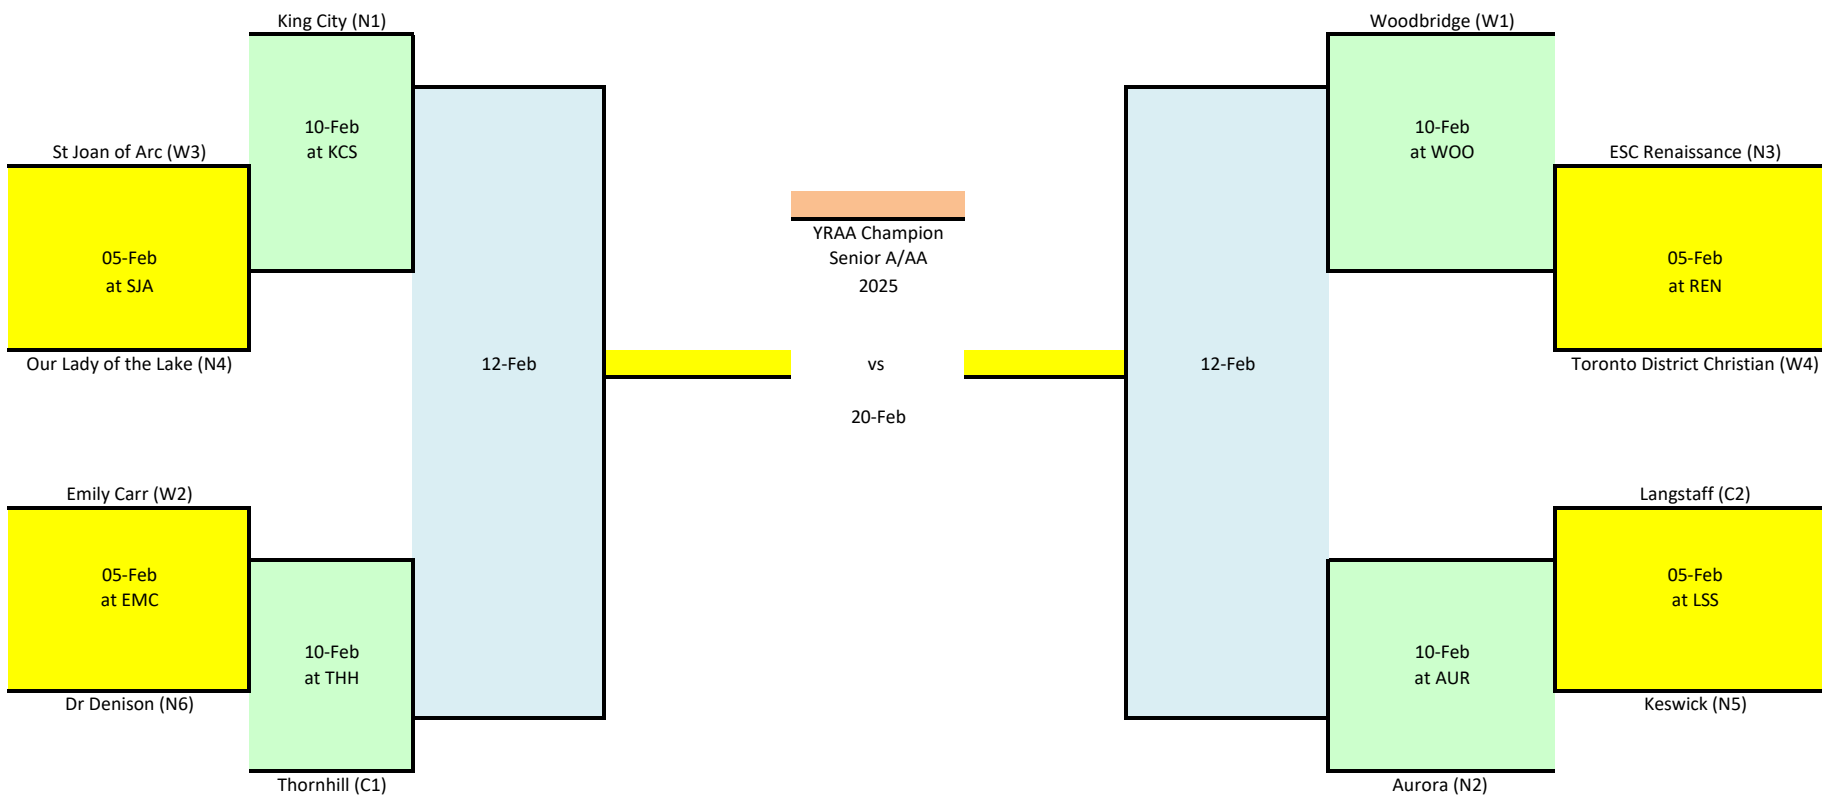 King City (N1)
Woodbridge (W1)
10-Feb
at KCS
10-Feb
at WOO
St Joan of Arc (W3)
ESC Renaissance (N3)
YRAA Champion
Senior A/AA
2025
05-Feb
at SJA
05-Feb
at REN
Our Lady of the Lake (N4)
12-Feb
vs
12-Feb
Toronto District Christian (W4)
20-Feb
Emily Carr (W2)
Langstaff (C2)
05-Feb
at EMC
05-Feb
at LSS
10-Feb
at THH
10-Feb
at AUR
Dr Denison (N6)
Keswick (N5)
Thornhill (C1)
Aurora (N2)